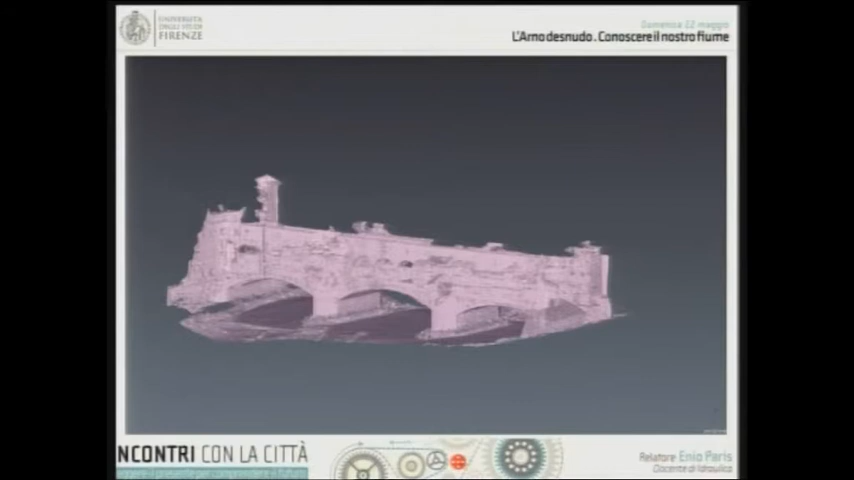 UNIVERSITÀ
DEGLI STUDI
FIRENZE
Domenica 12 maggio
L'Arno desnudo. Conoscere il nostro fiume
NCONTRI CON LA CITTÀ
Relatore Enio Paris
Docente di Idraulica